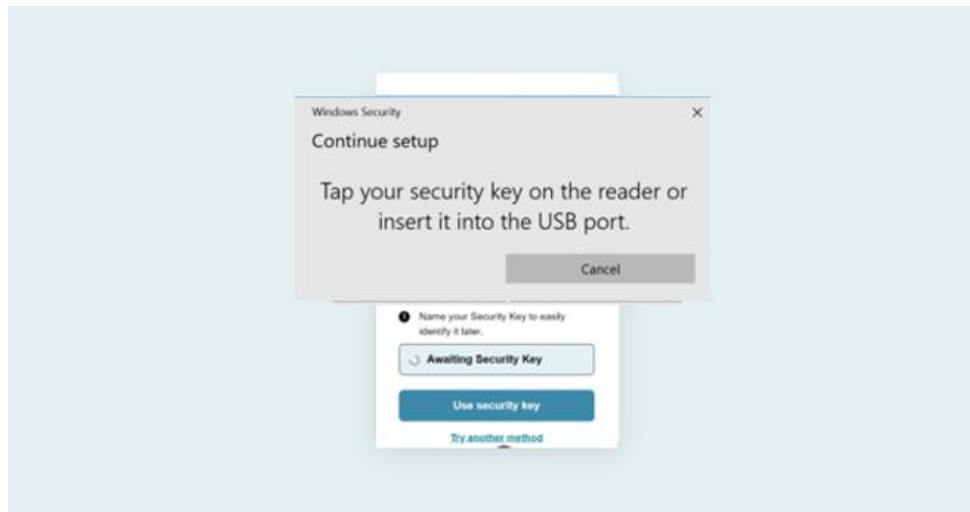 Windows Security
Continue setup
Tap your security key on the reader or
insert it into the USB port.
Cancel
Name your Security Key to easily
identify it later.
Awaiting Security Key
Use security key
Try another method